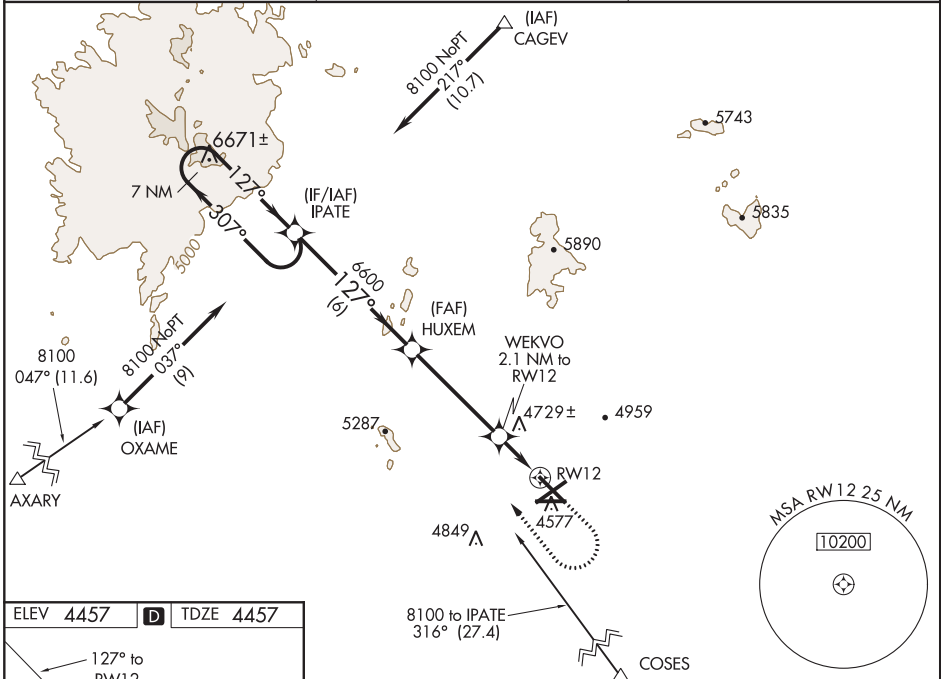 (IAF)
CAGEV
8100 NoPT
217°
(10.7)
5743
6671±
7 NM
127°
307°
(IF/IAF)
IPATE
5835
5890
5000
6600
127°
(6)
(FAF)
HUXEM
8100 NoPT
037°
(9)
8100
047° (11.6)
WEKVO
2.1 NM to
RW12
4729±
4959
5287
(IAF)
OXAME
AXARY
RW12
4577
4849
MSA RW12 25 NM
10200
8100 to IPATE
316° (27.4)
COSES
ELEV 4457 D TDZE 4457
127° to
RW12